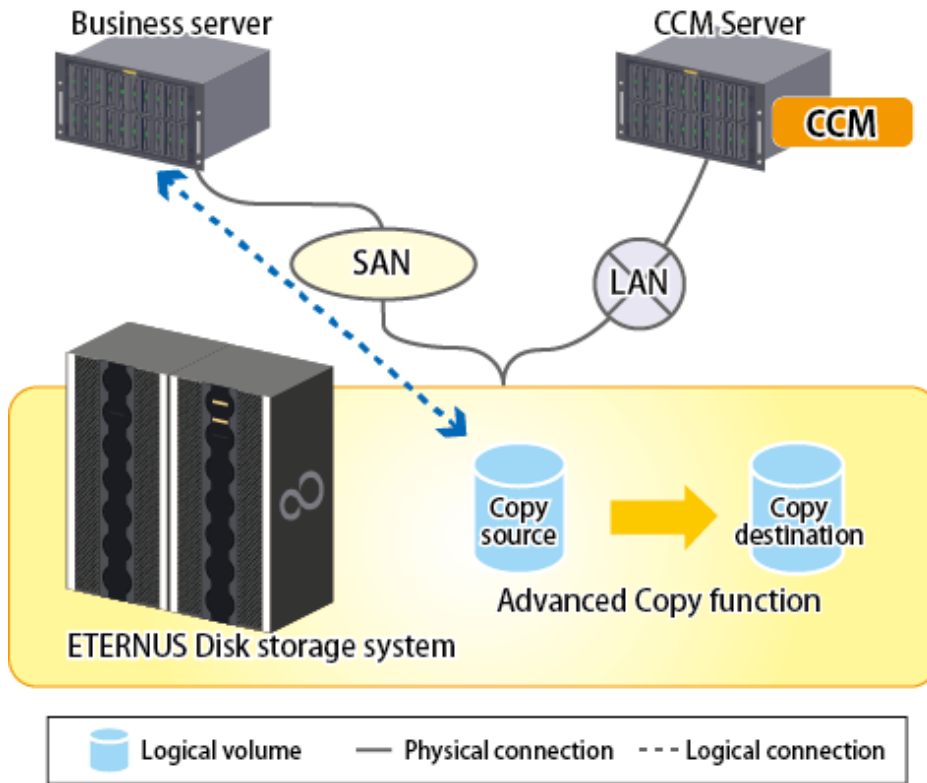 Business server
CCM Server
CCM
SAN
LAN
Copy
source
Copy
destination
Advanced Copy function
ETERNUS Disk storage system
Logical volume
Physical connection
Logical connection